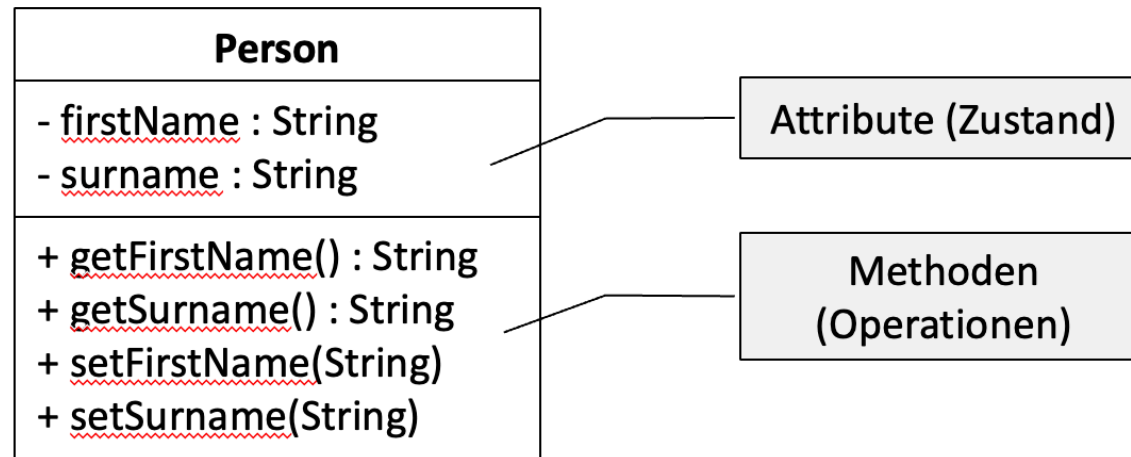 Person
- firstName : String
- surname : String
Attribute (Zustand)
+ getFirstName() : String
+ getSurname() : String
+ setFirstName(String)
+ setSurname(String)
Methoden
(Operationen)